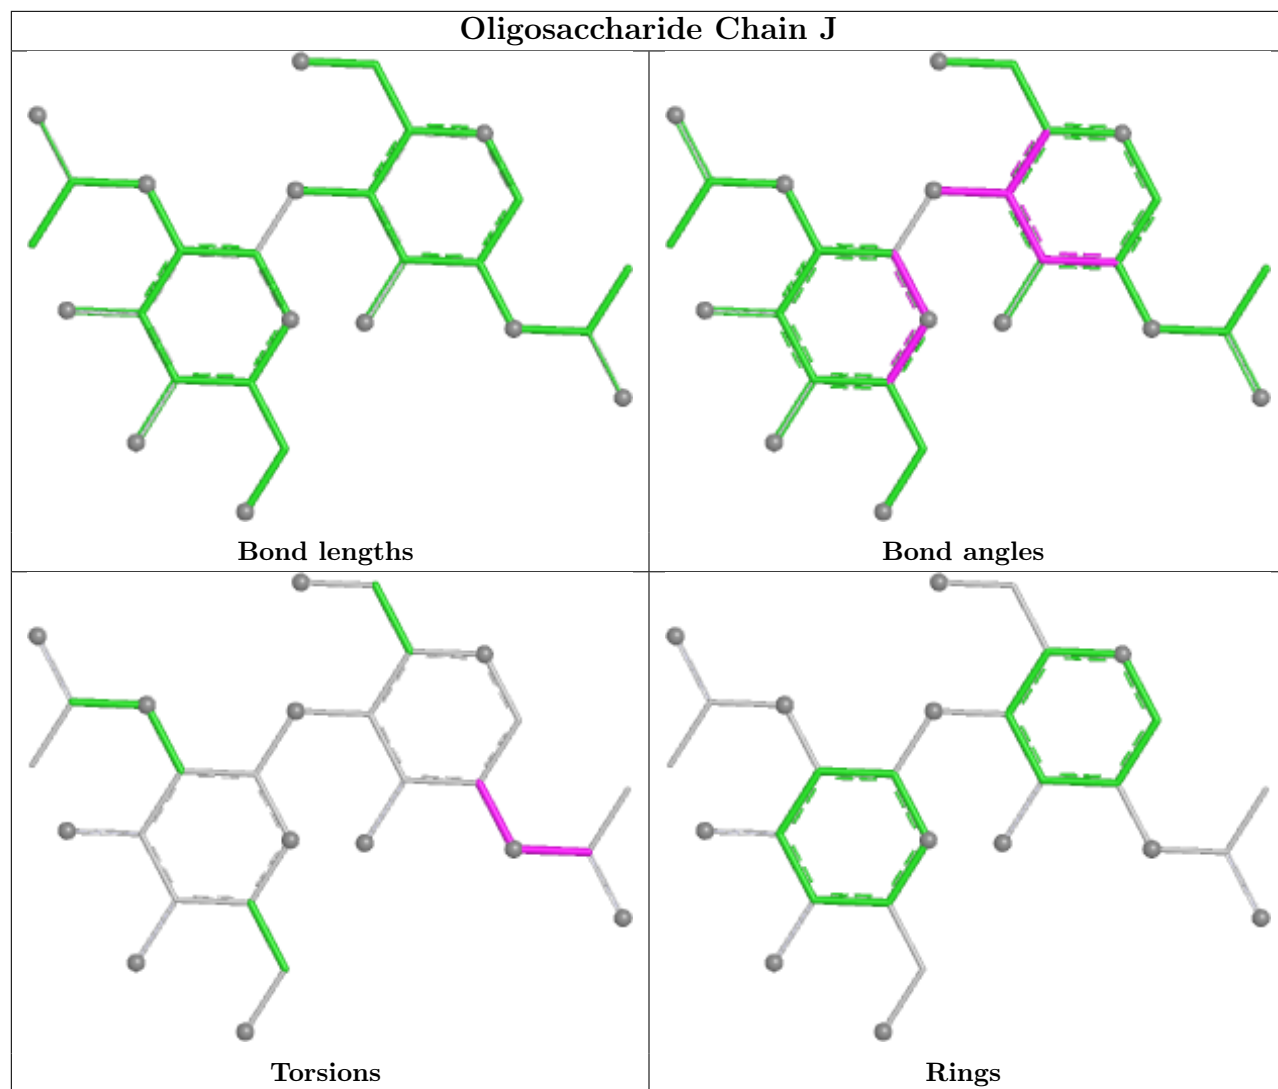 Oligosaccharide Chain J
Bond lengths
Bond angles
Torsions
Rings